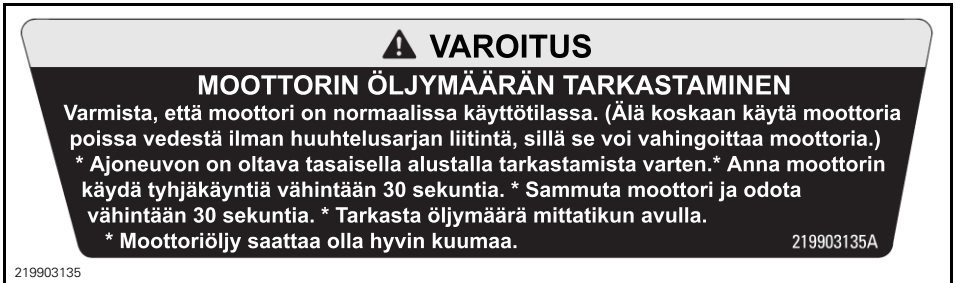 VAROITUS
MOOTTORIN ÖLJYMÄÄRÄN TARKASTAMINEN
Varmista, että moottori on normaalissa käyttötilassa. (Älä koskaan käytä moottoria
poissa vedestä ilman huuhtelusarjan liitintä, sillä se voi vahingoittaa moottoria.)
* Ajoneuvon on oltava tasaisella alustalla tarkastamista varten.* Anna moottorin
käydä tyhjäkäyntiä vähintään 30 sekuntia. * Sammuta moottori ja odota
vähintään 30 sekuntia. * Tarkasta öljymäärä mittatikun avulla.
* Moottoriöljy saattaa olla hyvin kuumaa. 219903135A
219903135